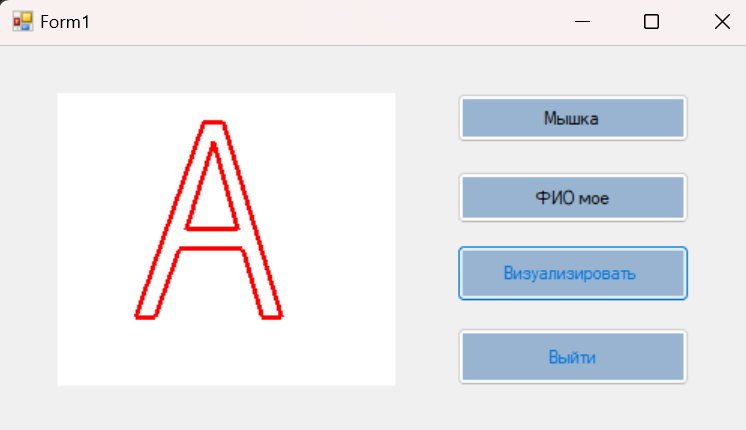 Form1
А
Мышка
ФИО мое
Визуализировать
Выйти